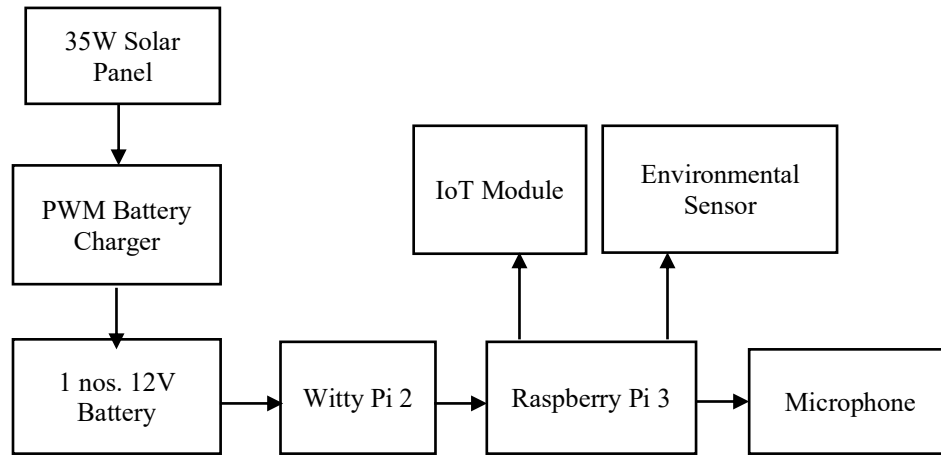 35W Solar
Panel
PWM Battery
Charger
1 nos. 12V
Battery
Witty Pi 2
Raspberry Pi 3
Microphone
IoT Module
Environmental
Sensor